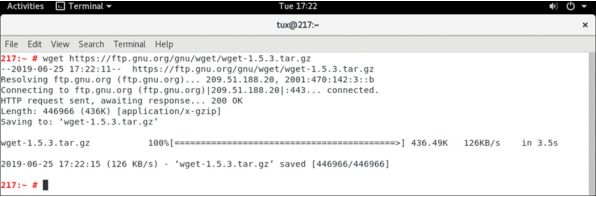 Activities Terminal Tue 17:22
tux@217:~ ×
File Edit View Search Terminal Help
217:~ # wget https://ftp.gnu.org/gnu/wget/wget-1.5.3.tar.gz
--2019-06-25 17:22:11-- https://ftp.gnu.org/gnu/wget/wget-1.5.3.tar.gz
Resolving ftp.gnu.org (ftp.gnu.org)... 209.51.188.20, 2001:470:142:3::b
Connecting to ftp.gnu.org (ftp.gnu.org)|209.51.188.20|:443... connected.
HTTP request sent, awaiting response... 200 OK
Length: 446966 (436K) [application/x-gzip]
Saving to: ‘wget-1.5.3.tar.gz’
wget-1.5.3.tar.gz 100%[===========================================>] 436.49K 126KB/s in 3.5s
2019-06-25 17:22:15 (126 KB/s) - ‘wget-1.5.3.tar.gz’ saved [446966/446966]
217:~ #